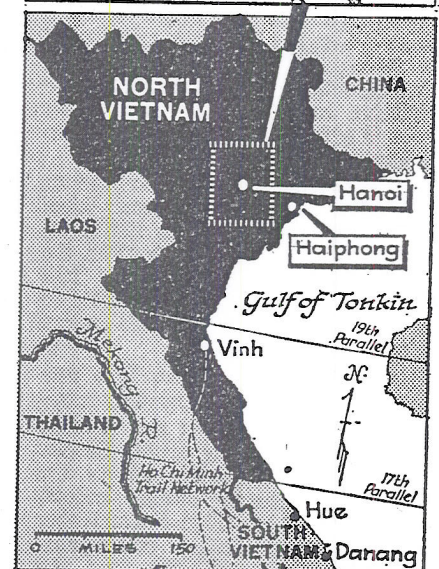 NORTH
VIETNAM
CHINA
Hanoi
LAOS
Haiphong
Gulf of Tonkin
19th
Parallel
Vinh
Mekong
R.
N.
THAILAND
Ho Chi Minh
Trail Network
17th
Parallel
Hue
SOUTH
VIETNAM
Danang
0 MILES 150